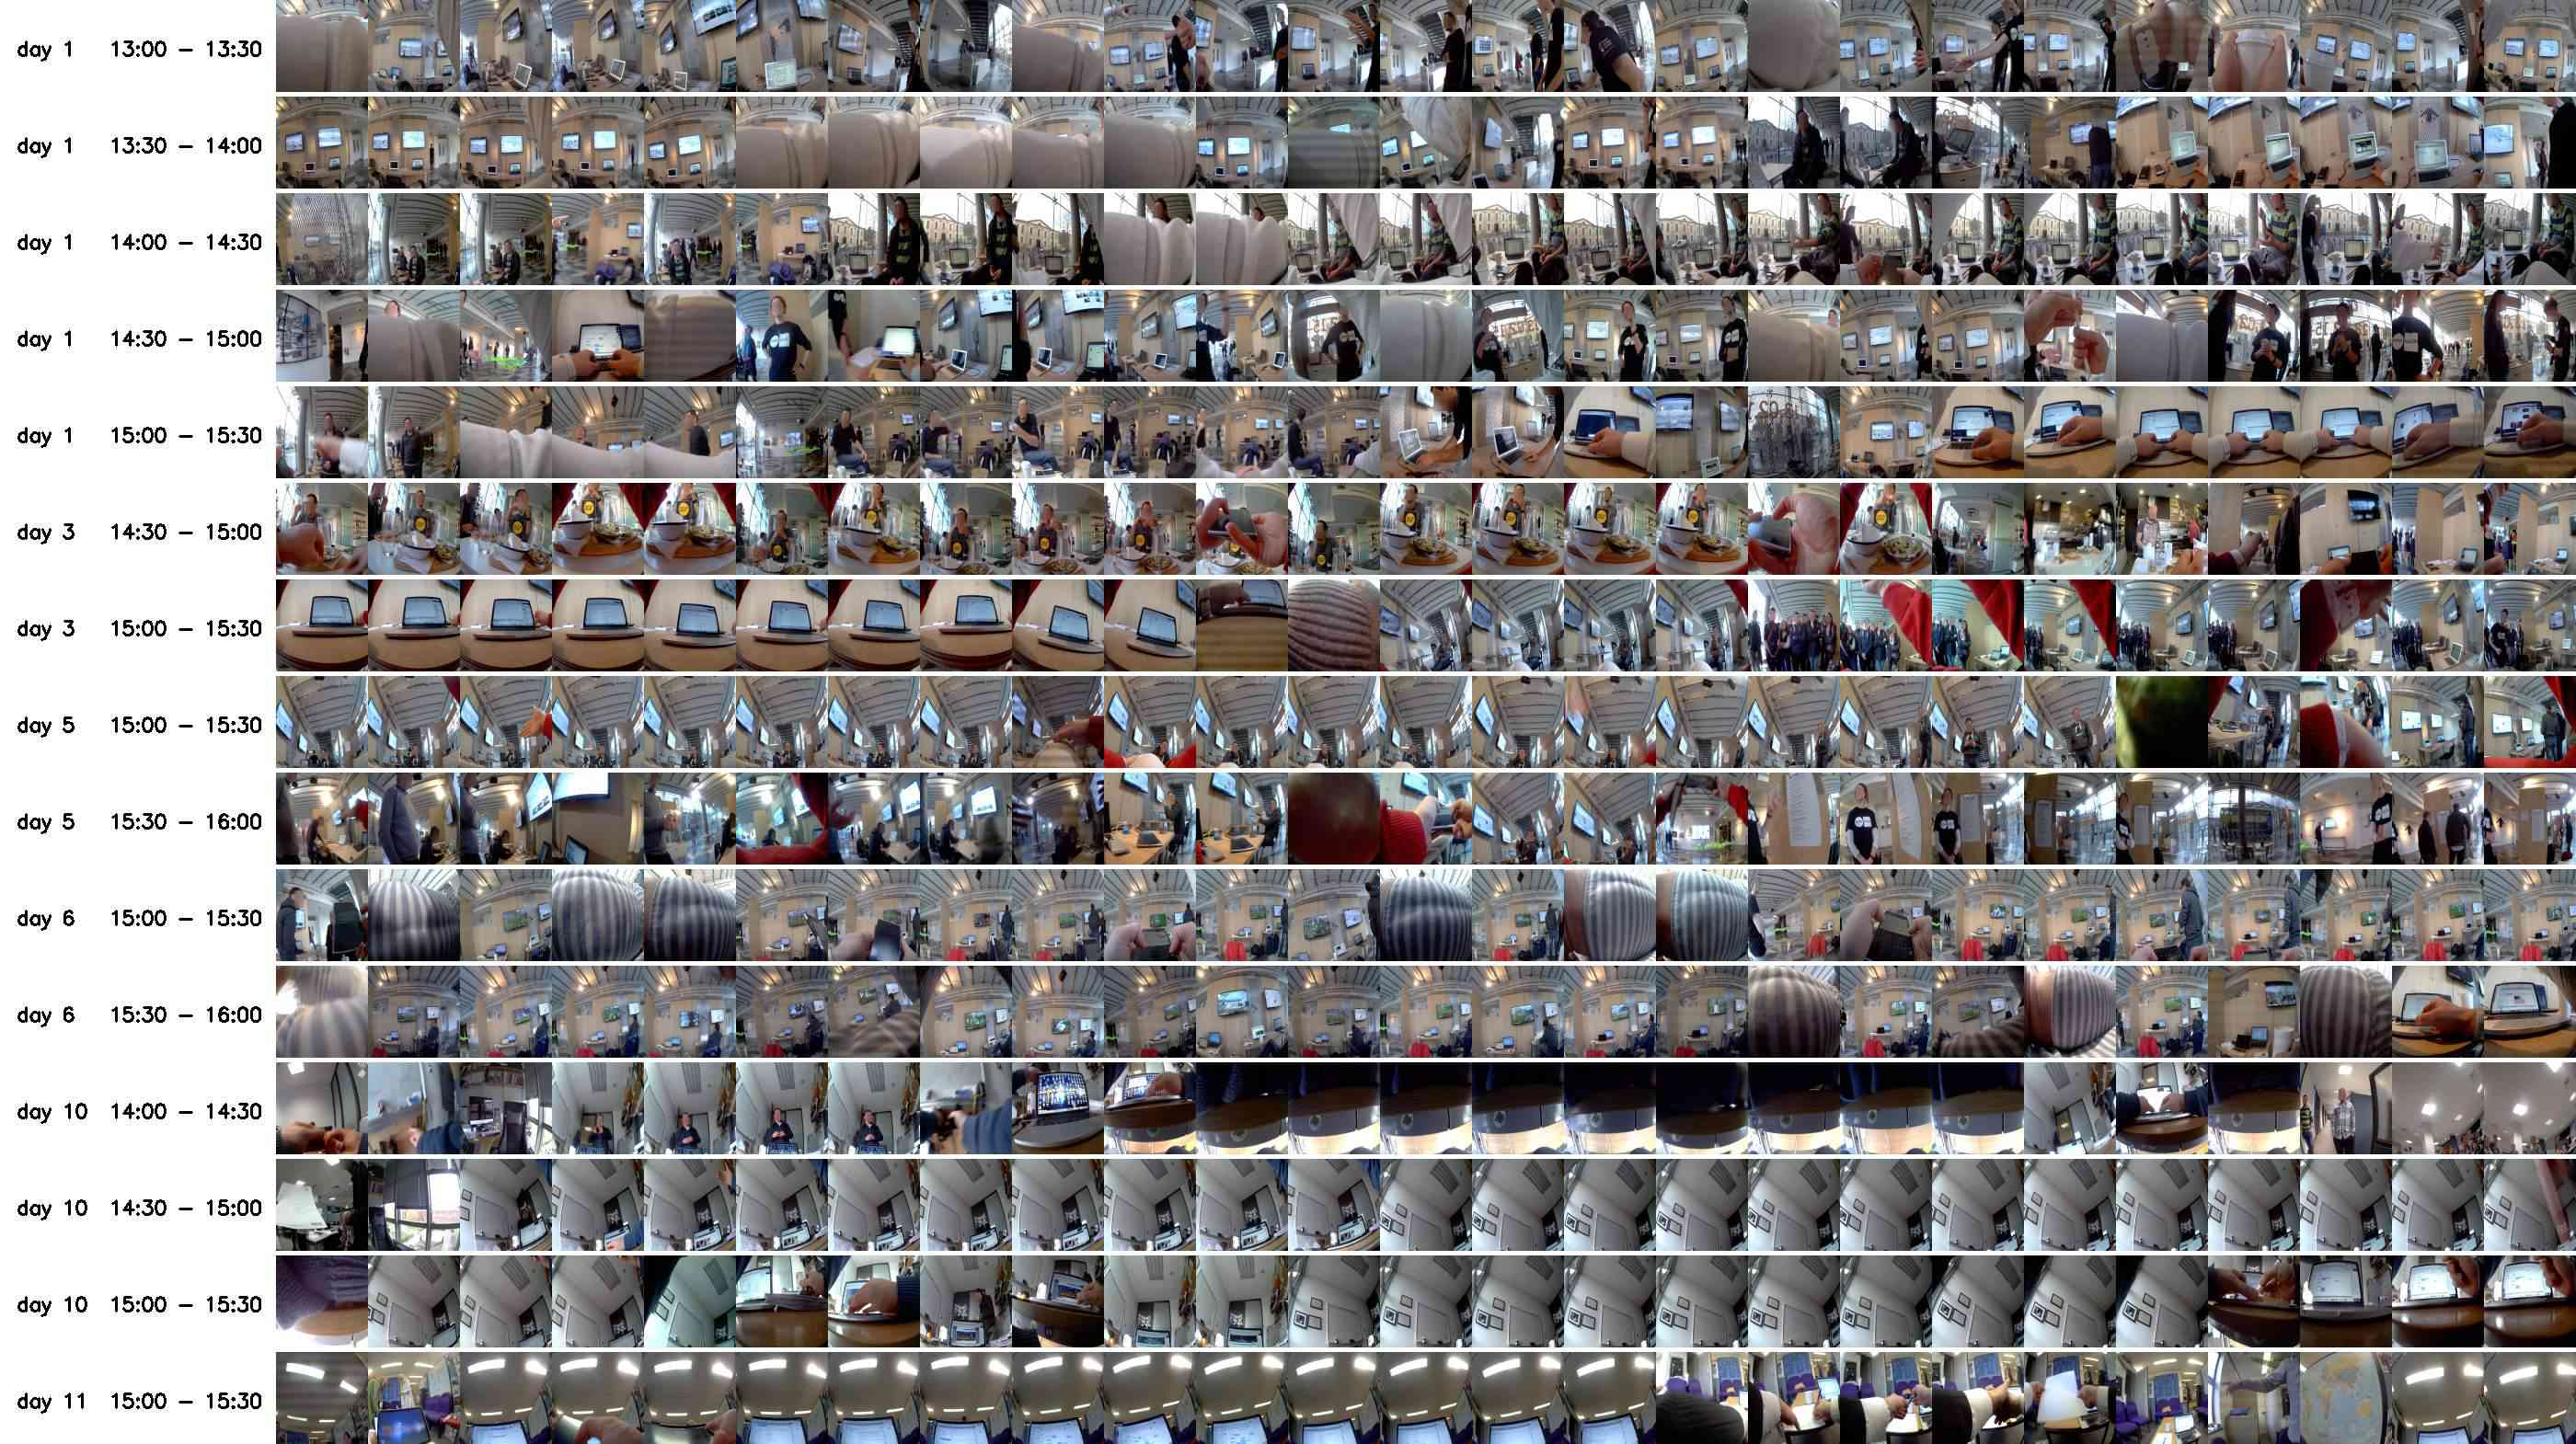 day 1 13:00 – 13:30
day 1 13:30 – 14:00
day 1 14:00 – 14:30
day 1 14:30 – 15:00
day 1 15:00 – 15:30
day 3 14:30 – 15:00
day 3 15:00 – 15:30
day 5 15:00 – 15:30
day 5 15:30 – 16:00
day 6 15:00 – 15:30
day 6 15:30 – 16:00
day 10 14:00 – 14:30
day 10 14:30 – 15:00
day 10 15:00 – 15:30
day 11 15:00 – 15:30